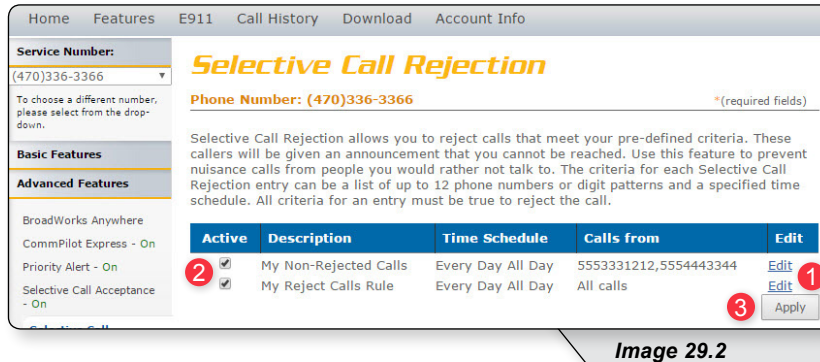 Home Features E911 Call History Download Account Info
Service Number:
(470)336-3366
To choose a different number,
please select from the drop-
down.
Basic Features
Advanced Features
BroadWorks Anywhere
CommPilot Express - On
Priority Alert - On
Selective Call Acceptance
- On
Selective Call Rejection
Phone Number: (470)336-3366 *(required fields)
Selective Call Rejection allows you to reject calls that meet your pre-defined criteria. These
callers will be given an announcement that you cannot be reached. Use this feature to prevent
nuisance calls from people you would rather not talk to. The criteria for each Selective Call
Rejection entry can be a list of up to 12 phone numbers or digit patterns and a specified time
schedule. All criteria for an entry must be true to reject the call.
Active Description Time Schedule Calls from Edit
2 My Non-Rejected Calls Every Day All Day 5553331212,5554443344 Edit 1
My Reject Calls Rule Every Day All Day All calls Edit
3 Apply
Image 29.2